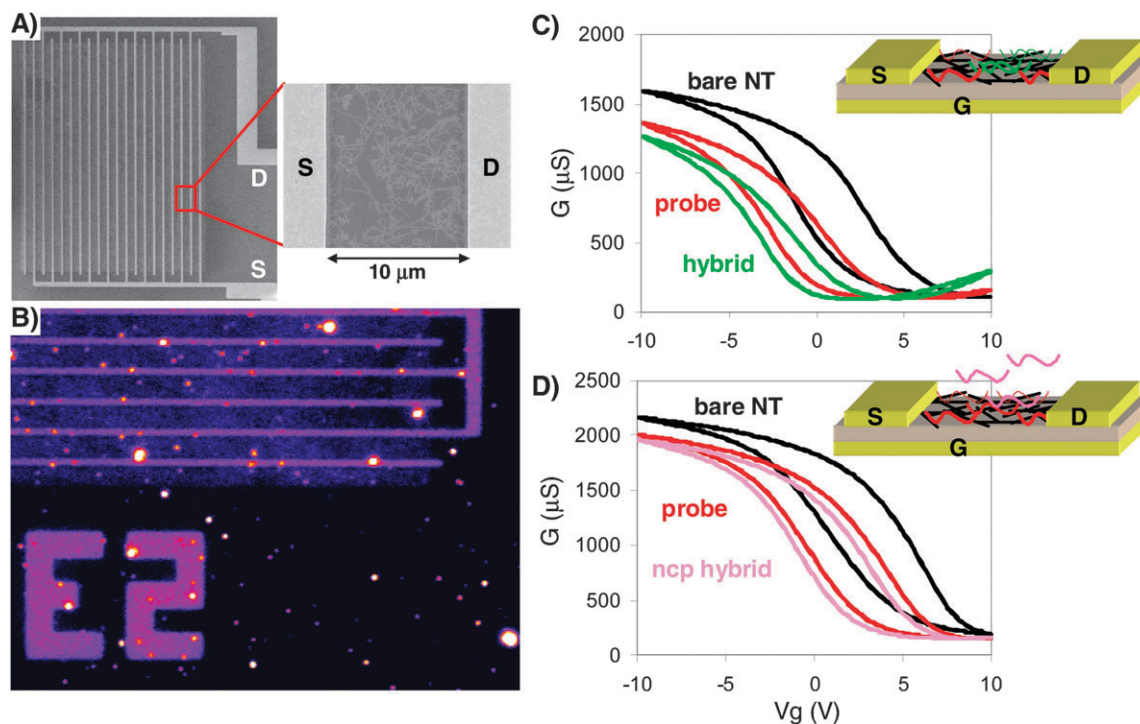 A)
D
S
S
D
10 μm
B)
E2
C)
2000
1500
1000
500
0
G (μS)
-10
-5
0
5
10
bare NT
probe
hybrid
S
D
G
D)
2500
2000
1500
1000
500
0
G (μS)
-10
-5
0
5
10
Vg (V)
bare NT
probe
ncp hybrid
S
D
G